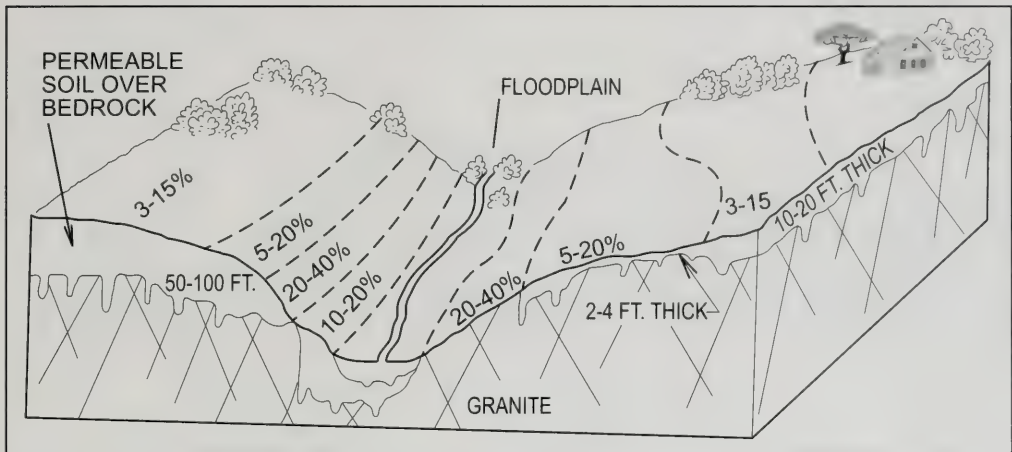 PERMEABLE
SOIL OVER
BEDROCK
FLOODPLAIN
3-15%
5-20%
20-40%
10-20%
50-100 FT.
20-40%
5-20%
3-15
10-20 FT. THICK
2-4 FT. THICK
GRANITE